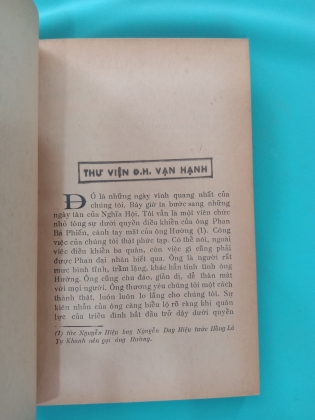 THƯ VIỆN Đ.H. VẠN HẠNH
ĐÓ là những ngày vinh quang nhất của
chúng tôi. Bây giờ ta bước sang những
ngày tàn của Nghĩa Hội. Tôi vẫn là một viên chức
nhỏ tòng sự dưới quyền điều khiển của ông Phan
Bá Phiến, cánh tay mặt của ông Hường (1). Công
việc của chúng tôi thật phức tạp. Có thể nói, ngoài
việc điều khiển ba quân, còn việc gì cũng phải
được Phan đại nhân biết qua. Ông là người rất
mực bình tĩnh, trầm lặng, khác hẳn tính tình ông
Hường. Ông cũng chu đáo, giản dị, dễ thân mật
với mọi người. Ông thương yêu chúng tôi một cách
thành thật, luôn luôn lo lắng cho chúng tôi. Sự
kiên nhẫn của ông càng biểu lộ rõ ràng khi quân
lực của triều đình bắt đầu trở dậy dưới quyền
(1) tức Nguyễn Hiệu hay Nguyễn Duy Hiệu tước Hồng Lô
Tự Khanh nên gọi ông Hường.